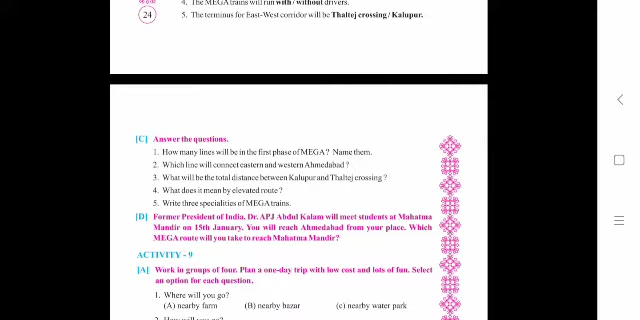 4. The MEGA trains will run with / without drivers.
24
5. The terminus for East-West corridor will be Thaltej crossing / Kalupur.
[C] Answer the questions.
1. How many lines will be in the first phase of MEGA? Name them.
2. Which line will connect eastern and western Ahmedabad ?
3. What will be the total distance between Kalupur and Thaltej crossing ?
4. What does it mean by elevated route ?
5. Write three specialities of MEGA trains.
[D] Former President of India, Dr. APJ Abdul Kalam will meet students at Mahatma
Mandir on 15th January. You will reach Ahmedabad from your place. Which
MEGA route will you take to reach Mahatma Mandir?
ACTIVITY - 9
[A] Work in groups of four. Plan a one-day trip with low cost and lots of fun. Select
an option for each question.
1. Where will you go?
(A) nearby farm (B) nearby bazar (c) nearby water park
2. How will you go?